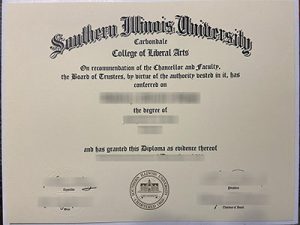 Southern Illinois University
Carbondale
College of Liberal Arts
On recommendation of the Chancellor and Faculty,
the Board of Trustees, by virtue of the authority vested in it, has
conferred on
the degree of
and has granted this Diploma as evidence thereof